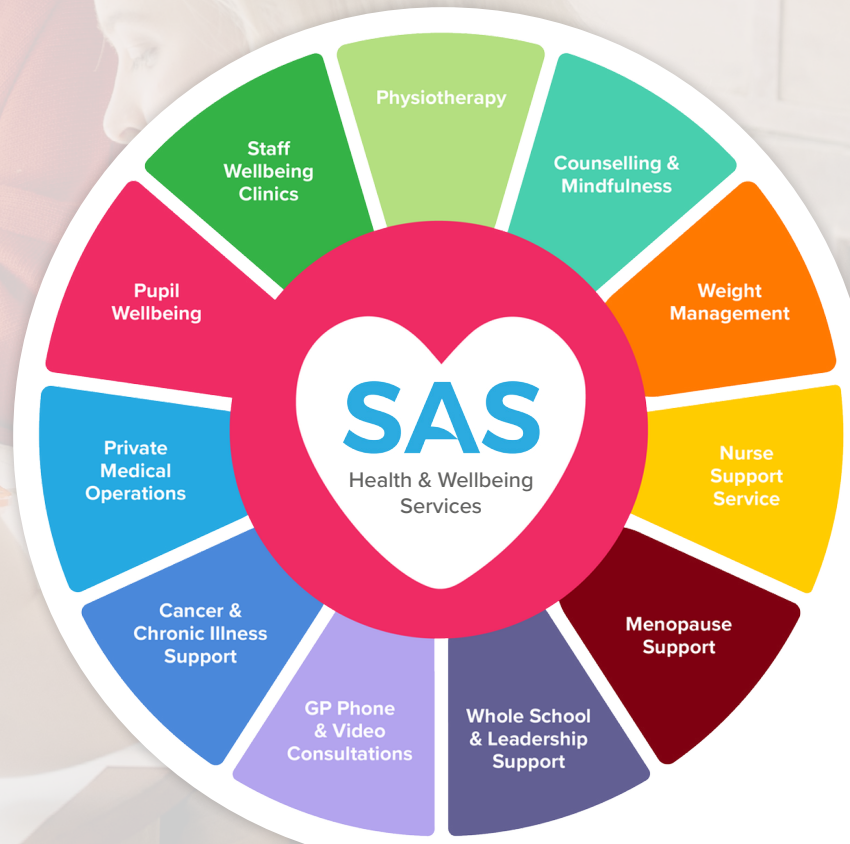 Physiotherapy
Counselling &
Mindfulness
Weight
Management
Nurse
Support
Service
Menopause
Support
Whole School
& Leadership
Support
GP Phone
& Video
Consultations
Cancer &
Chronic Illness
Support
Private
Medical
Operations
Pupil
Wellbeing
Staff
Wellbeing
Clinics
SAS
Health & Wellbeing
Services